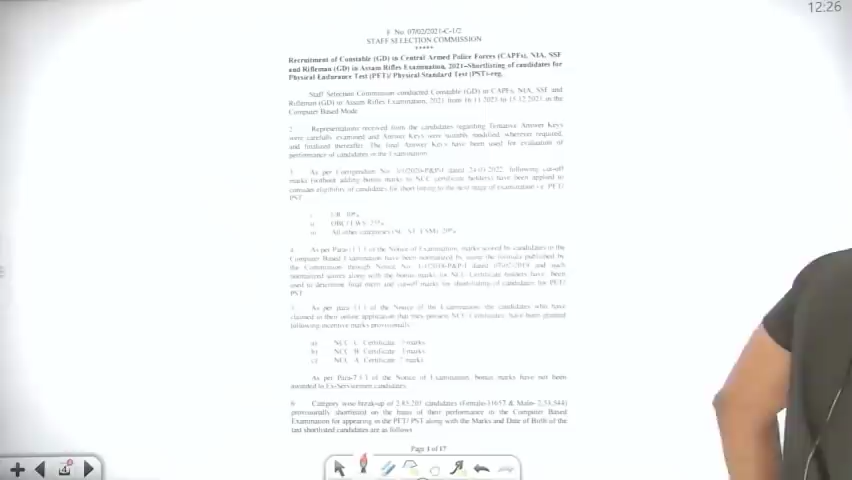 12:26
F. No. 07/02/2021-C-1/2
STAFF SELECTION COMMISSION
*****
Recruitment of Constable (GD) in Central Armed Police Forces (CAPFs), NIA, SSF
and Rifleman (GD) in Assam Rifles Examination, 2021-Shortlisting of candidates for
Physical Endurance Test (PET)/ Physical Standard Test (PST)-reg.
Staff Selection Commission conducted Constable (GD) in CAPFs, NIA, SSF and
Rifleman (GD) in Assam Rifles Examination, 2021 from 16.11.2021 to 15.12.2021 in the
Computer Based Mode.
2. Representations received from the candidates regarding Tentative Answer Keys
were carefully examined and Answer Keys were suitably modified, wherever required,
and finalized thereafter. The final Answer Keys have been used for evaluation of
performance of candidates in the Examination.
3. As per Corrigendum No. dated 24.01.2022, following cut-off
marks (without adding bonus marks to NCC certificate holders) have been applied to
consider eligibility of candidates for short-listing to the next stage of examination i.e. PET/
PST
i. UR 30%
ii. OBC/ EWS 25%
iii) All other categories (SC, ST, ESM) 20%
4. As per Para- of the Notice of Examination, marks scored by candidates in the
Computer Based Examination have been normalized by using the formula published by
the Commission through Notice No. dated and such
normalized scores along with the bonus marks for NCC Certificate holders have been
used to determine final merit and cut-off marks for shortlisting of candidates for PET/
PST.
5. As per para of the Notice of the Examination, the candidates who have
claimed in their online application that they possess NCC Certificates, have been granted
following incentive marks provisionally:
a) NCC 'C' Certificate marks
b) NCC 'B' Certificate marks
c) NCC 'A' Certificate marks
As per Para- of the Notice of Examination, bonus marks have not been
awarded to Ex-Servicemen candidates.
6. Category-wise break-up of 2,85,201 candidates (Female-31657 & Male- 2,53,544)
provisionally shortlisted on the basis of their performance in the Computer Based
Examination for appearing in the PET/ PST along with the Marks and Date of Birth of the
last shortlisted candidates are as follows
Page 1 of 17